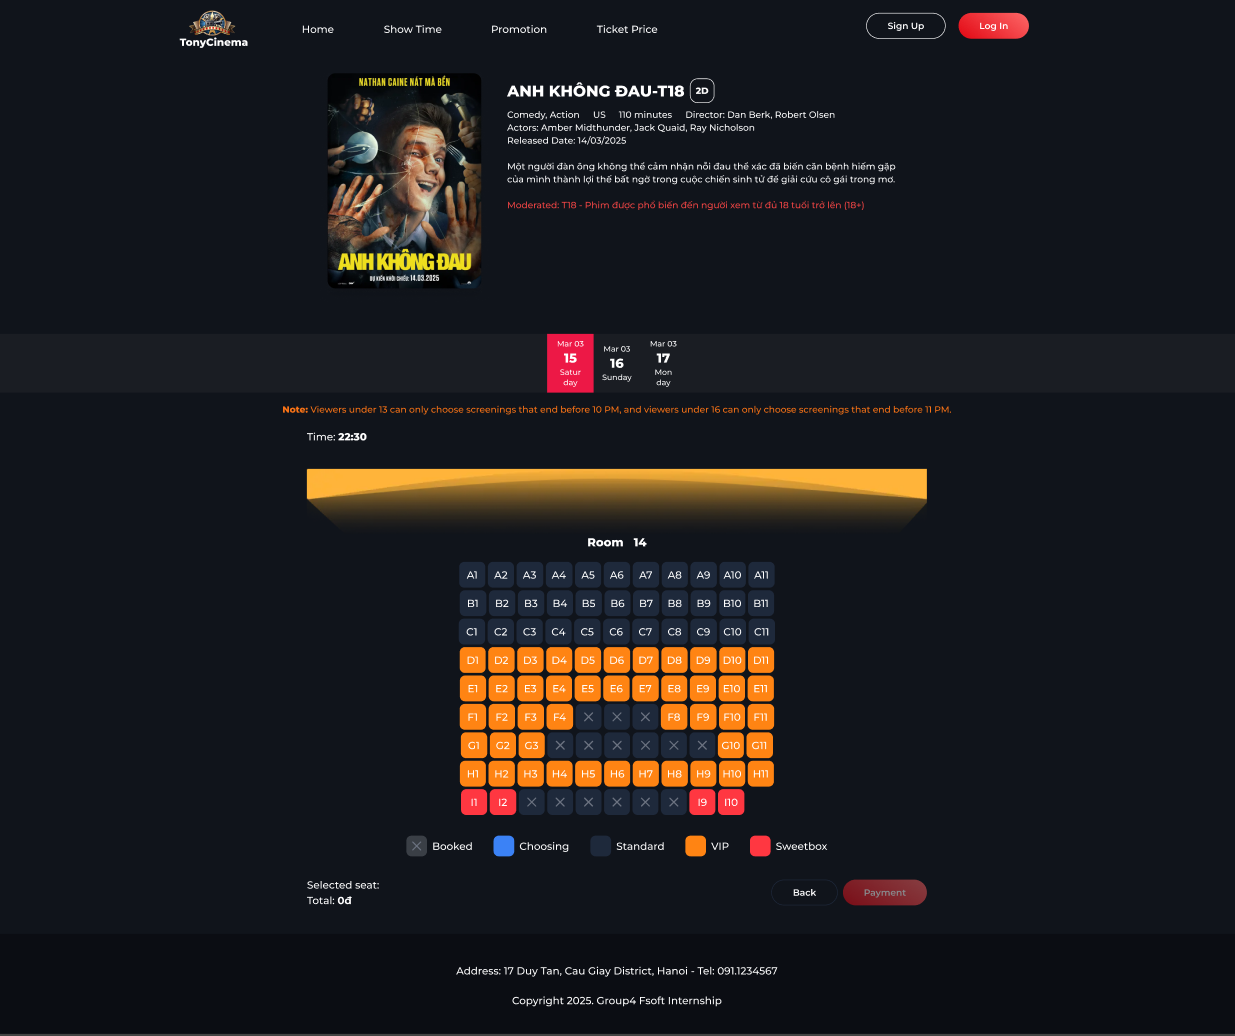 TonyCinema
Home Show Time Promotion Ticket Price
Sign Up Log In
NATHAN CAINE NÁT MÀ BỀN
ANH KHÔNG ĐAU
DỰ KIẾN KHỞI CHIẾU: 14.03.2025
ANH KHÔNG ĐAU-T18 2D
Comedy, Action US 110 minutes Director: Dan Berk, Robert Olsen
Actors: Amber Midthunder, Jack Quaid, Ray Nicholson
Released Date: 14/03/2025
Một người đàn ông không thể cảm nhận nỗi đau thể xác đã biến căn bệnh hiếm gặp
của mình thành lợi thế bất ngờ trong cuộc chiến sinh tử để giải cứu cô gái trong mơ.
Moderated: T18 - Phim được phổ biến đến người xem từ đủ 18 tuổi trở lên (18+)
Mar 03
15
Satur
day
Mar 03
16
Sunday
Mar 03
17
Mon
day
Note: Viewers under 13 can only choose screenings that end before 10 PM, and viewers under 16 can only choose screenings that end before 11 PM.
Time: 22:30
Room 14
A1 A2 A3 A4 A5 A6 A7 A8 A9 A10 A11
B1 B2 B3 B4 B5 B6 B7 B8 B9 B10 B11
C1 C2 C3 C4 C5 C6 C7 C8 C9 C10 C11
D1 D2 D3 D4 D5 D6 D7 D8 D9 D10 D11
E1 E2 E3 E4 E5 E6 E7 E8 E9 E10 E11
F1 F2 F3 F4 F8 F9 F10 F11
G1 G2 G3 G10 G11
H1 H2 H3 H4 H5 H6 H7 H8 H9 H10 H11
I1 I2 I9 I10
Booked Choosing Standard VIP Sweetbox
Selected seat:
Total: 0đ
Back Payment
Address: 17 Duy Tan, Cau Giay District, Hanoi - Tel: 091.1234567
Copyright 2025. Group4 Fsoft Internship